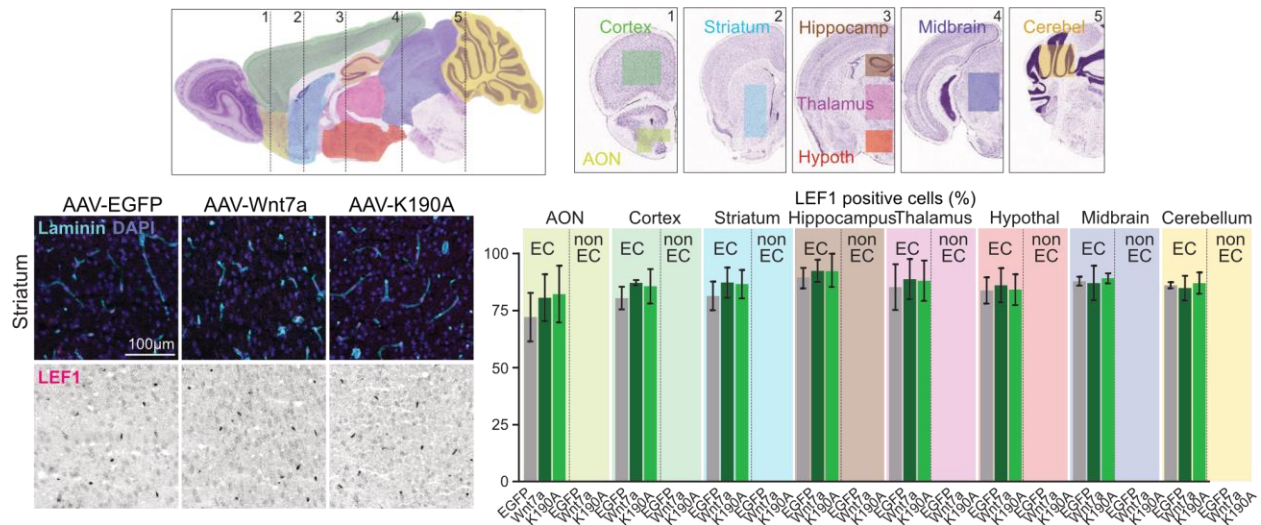 1 2 3 4 5
Cortex 1
AON
Striatum 2
Hippocamp 3
Thalamus
Hypoth
Midbrain 4
Cerebel 5
AAV-EGFP AAV-Wnt7a AAV-K190A
Striatum
Laminin DAPI
100µm
LEF1
LEF1 positive cells (%)
AON Cortex Striatum Hippocampus Thalamus Hypothal Midbrain Cerebellum
EC non EC EC non EC EC non EC EC non EC EC non EC EC non EC EC non EC EC non EC
100
75
50
25
0
EGFP Wnt7a K190A EGFP Wnt7a K190A EGFP Wnt7a K190A EGFP Wnt7a K190A EGFP Wnt7a K190A EGFP Wnt7a K190A EGFP Wnt7a K190A EGFP Wnt7a K190A EGFP Wnt7a K190A EGFP Wnt7a K190A EGFP Wnt7a K190A EGFP Wnt7a K190A EGFP Wnt7a K190A EGFP Wnt7a K190A EGFP Wnt7a K190A EGFP Wnt7a K190A